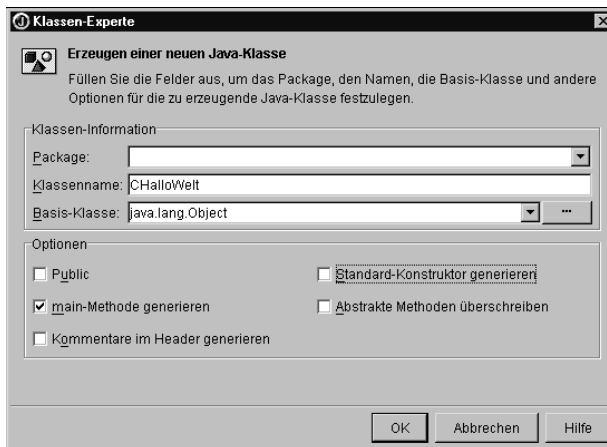 Klassen-Experte
Erzeugen einer neuen Java-Klasse
Füllen Sie die Felder aus, um das Package, den Namen, die Basis-Klasse und andere
Optionen für die zu erzeugende Java-Klasse festzulegen.
Klassen-Information
Package:
Klassenname: CHalloWelt
Basis-Klasse: java.lang.Object ...
Optionen
Public Standard-Konstruktor generieren
main-Methode generieren Abstrakte Methoden überschreiben
Kommentare im Header generieren
OK Abbrechen Hilfe